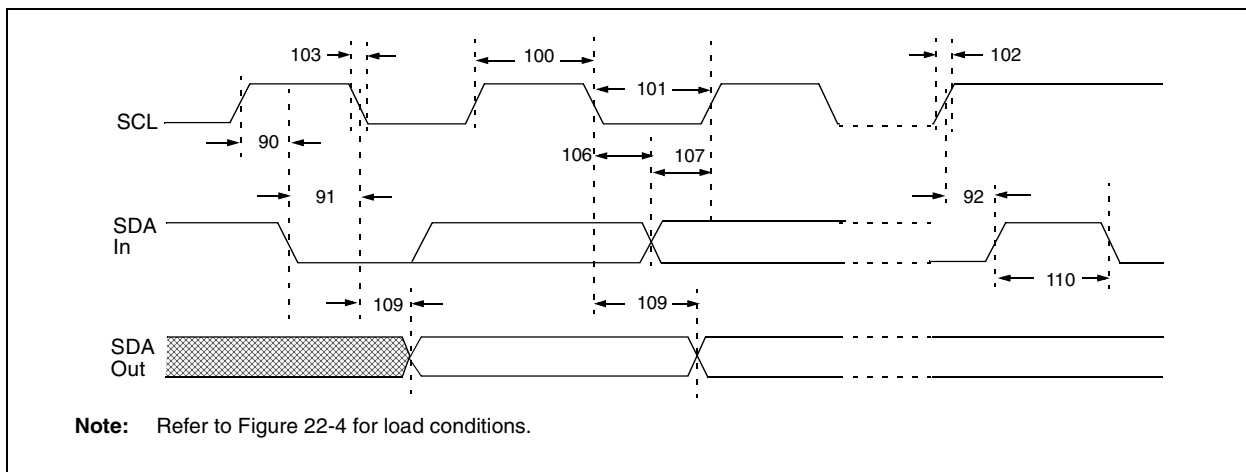 103
100
101
102
SCL
90
106
107
91
92
SDA
In
109
109
110
SDA
Out
Note: Refer to Figure 22-4 for load conditions.